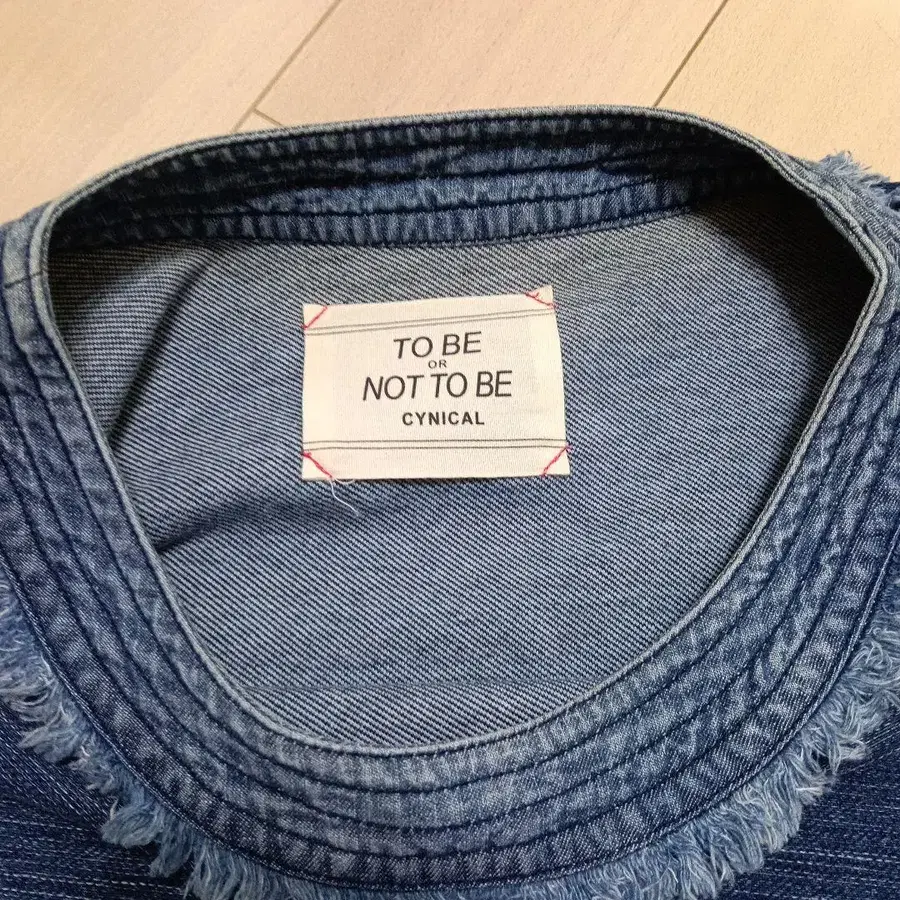 TO BE
OR
NOT TO BE
CYNICAL